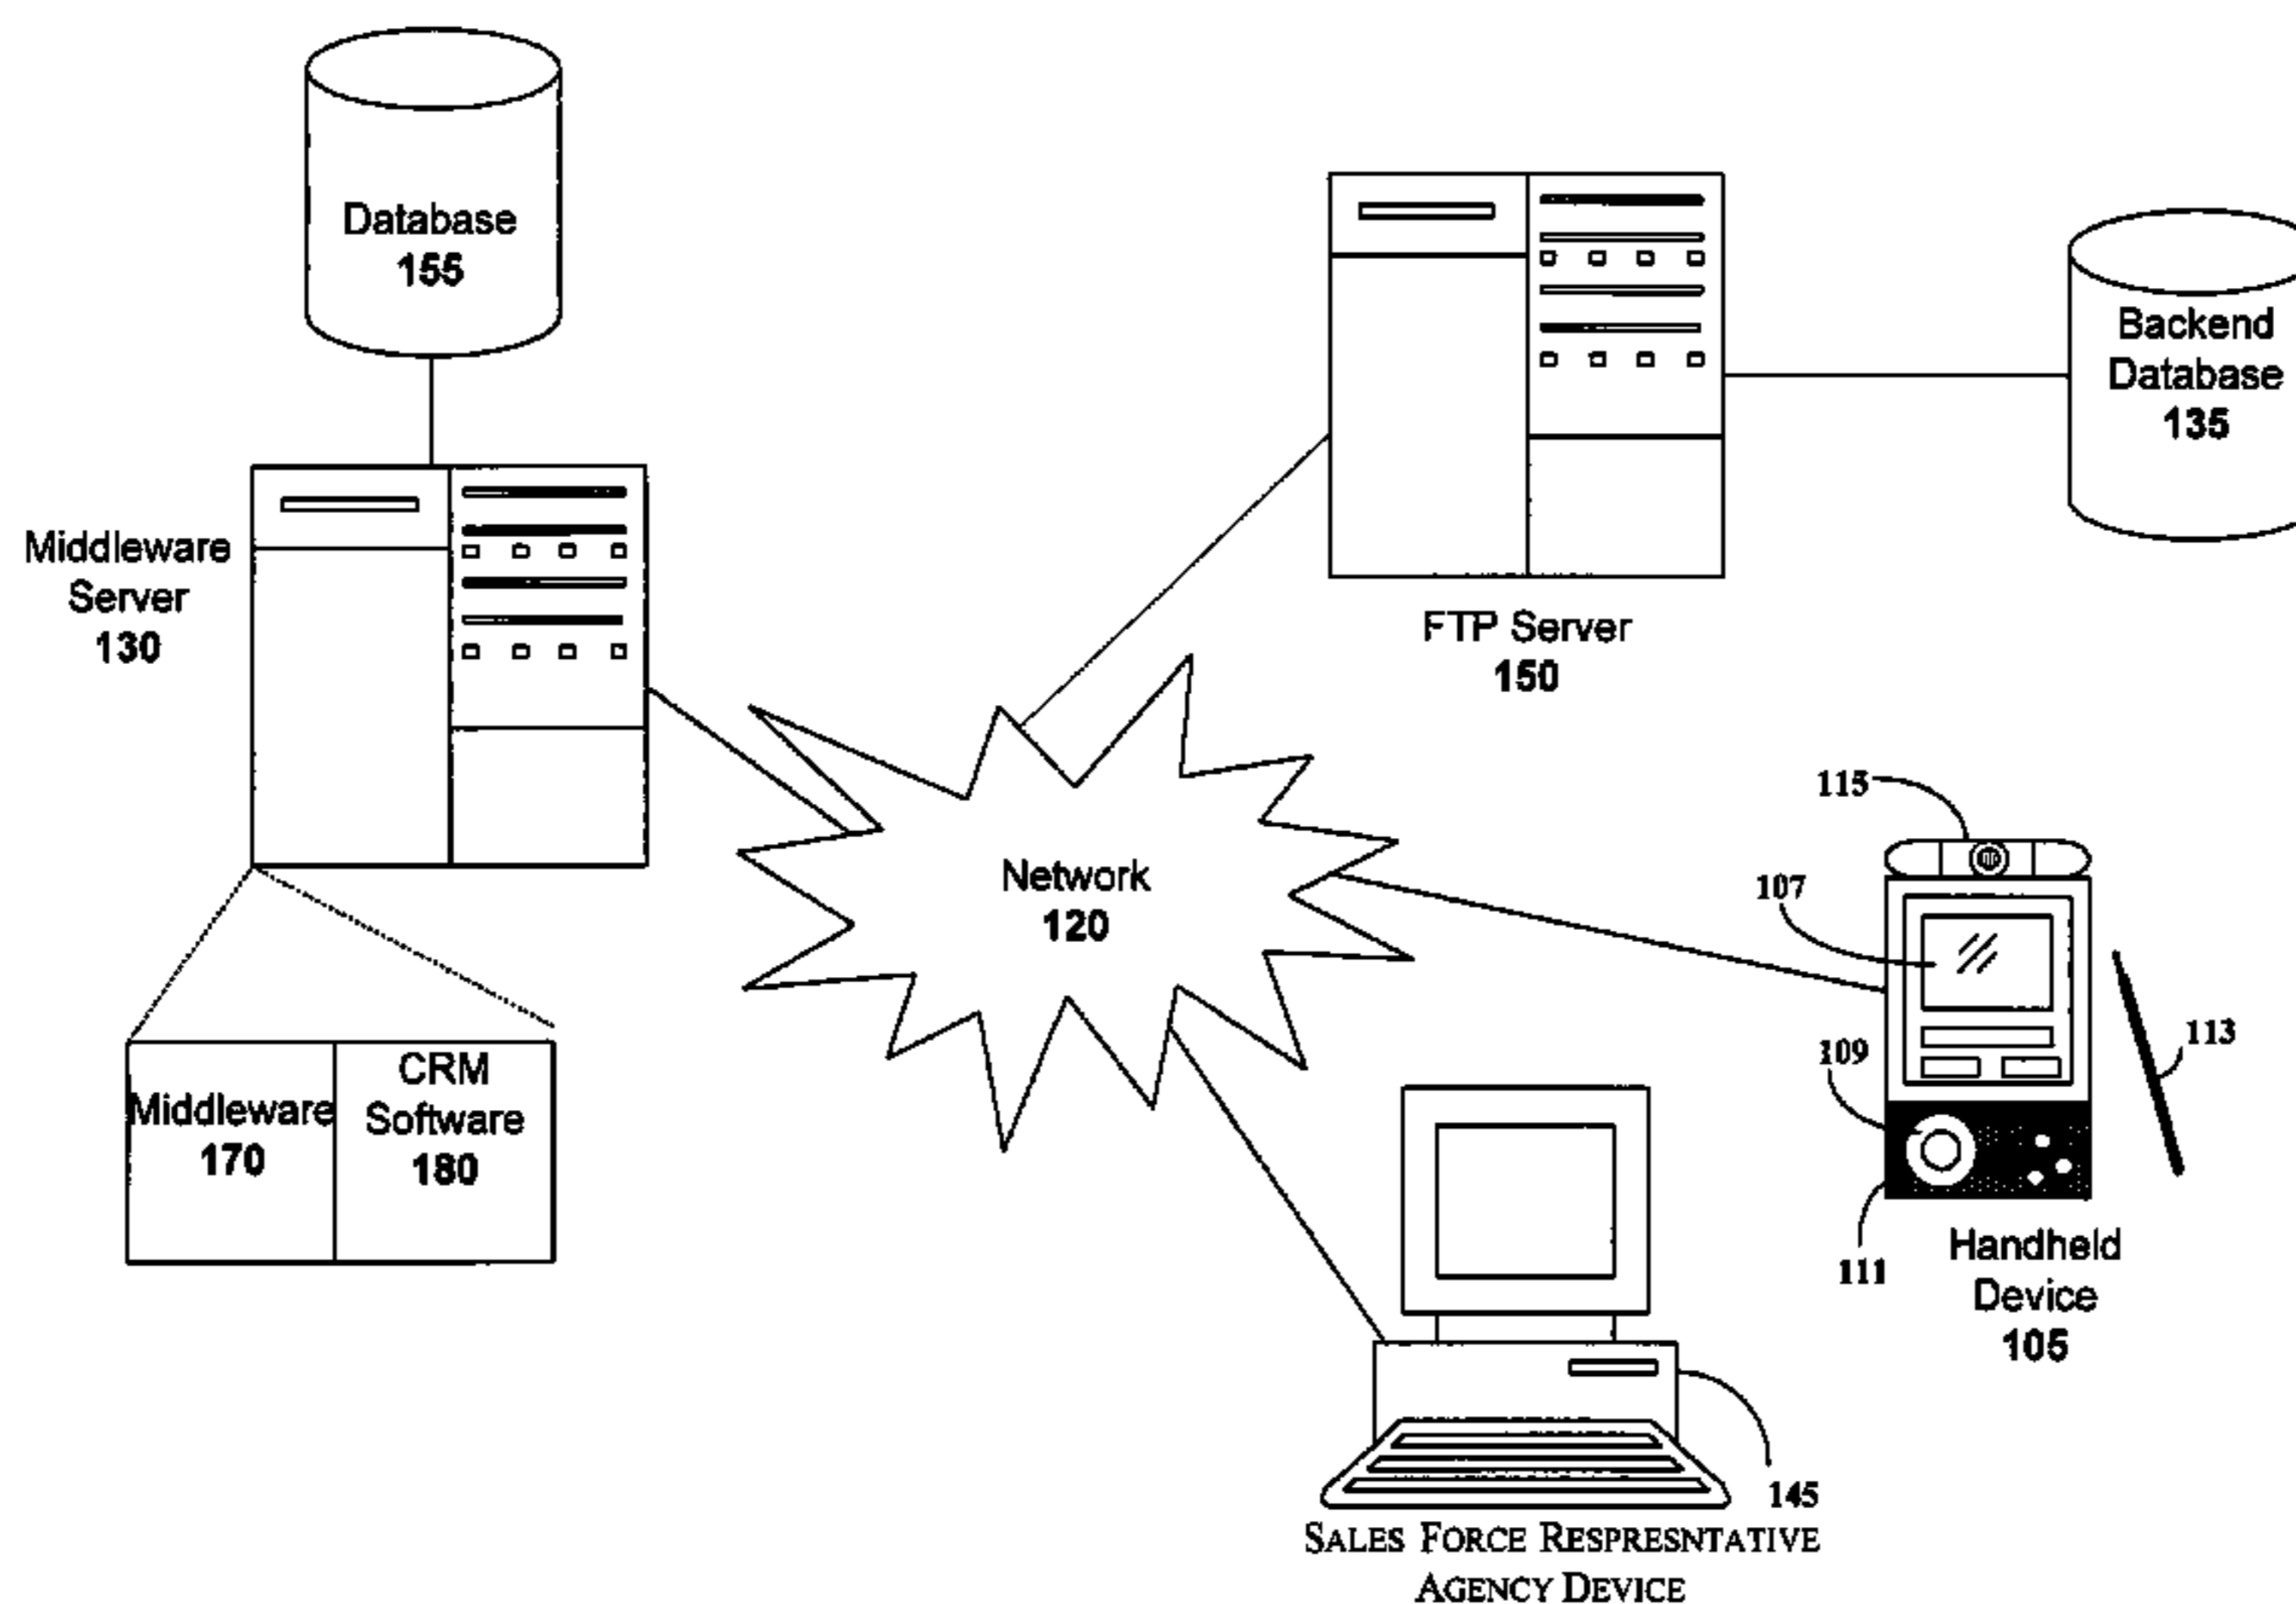 Database
155
Backend
Database
135
Middleware
Server
130
FTP Server
150
115
107
Network
120
113
109
CRM
Software
180
Middleware
170
111
Handheld
Device
105
145
SALES FORCE RESPRESNTATIVE
AGENCY DEVICE